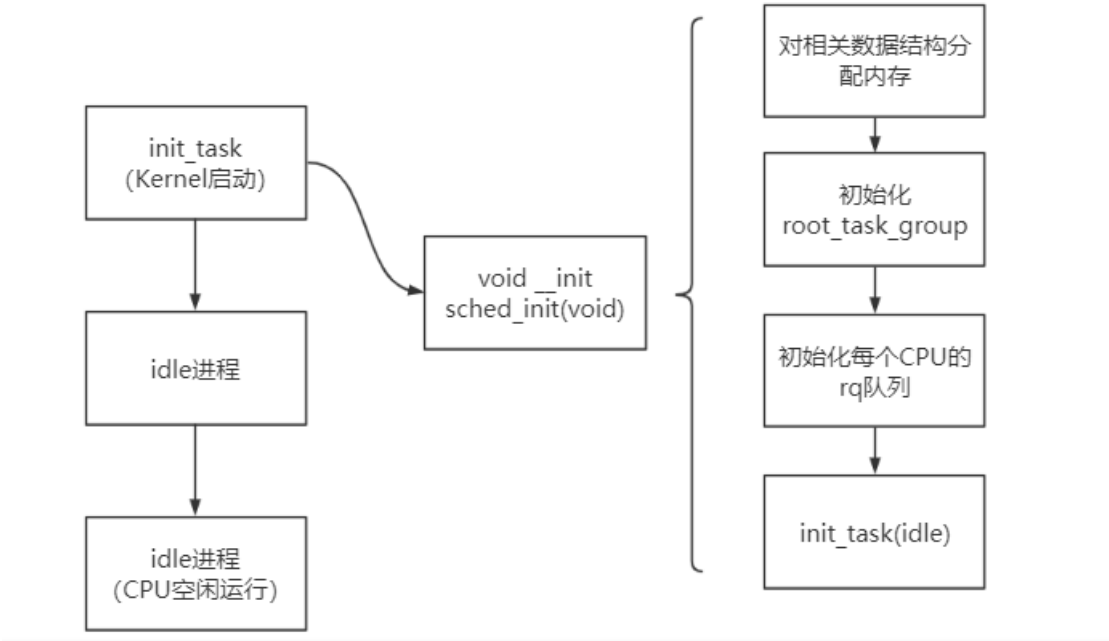 init_task
(Kernel启动)
idle进程
idle进程
(CPU空闲运行)
void __init
sched_init(void)
对相关数据结构分
配内存
初始化
root_task_group
初始化每个CPU的
rq队列
init_task(idle)